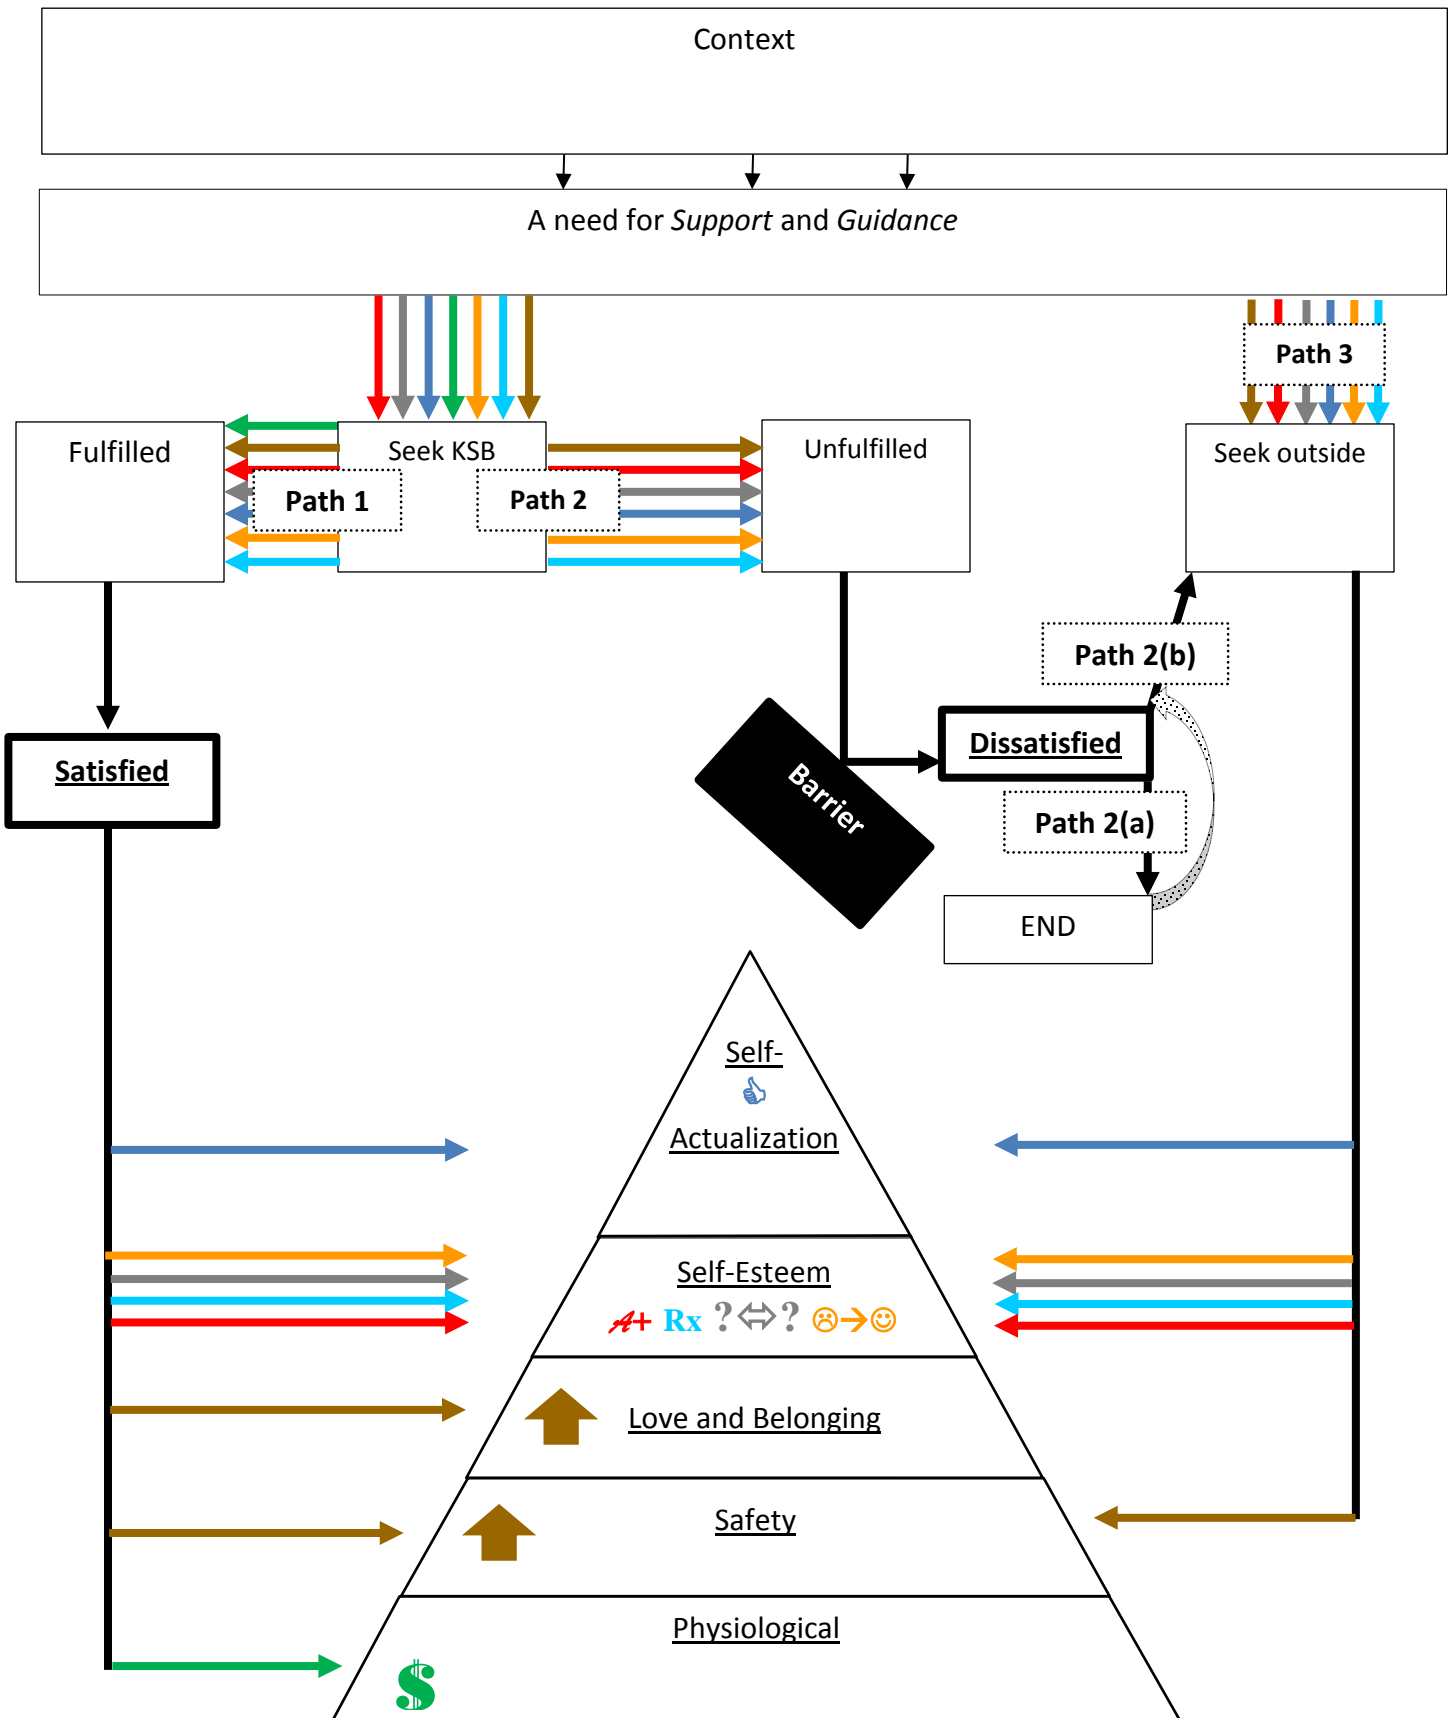 Context
A need for Support and Guidance
Path 3
Fulfilled
Seek KSB
Unfulfilled
Seek outside
Path 1
Path 2
Path 2(b)
Satisfied
Dissatisfied
Barrier
Path 2(a)
END
Self-
Actualization
Self-Esteem
A+ Rx ?⬄? ☹→☺
Love and Belonging
Safety
Physiological
$